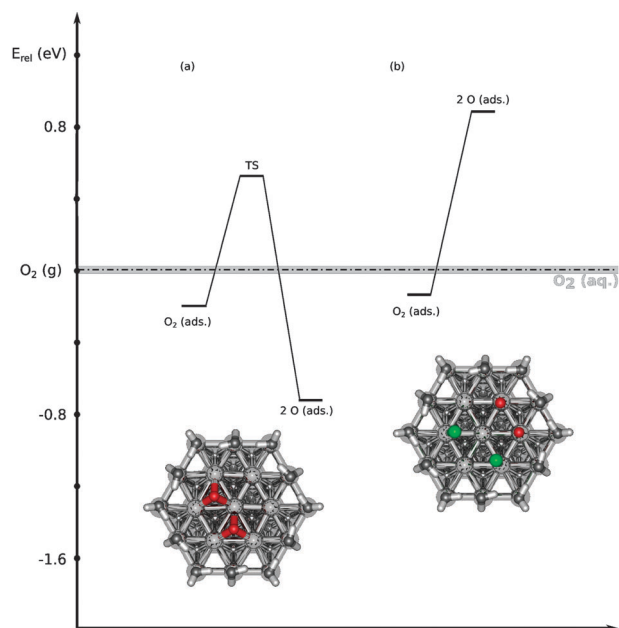 E_rel (eV)
(a)
(b)
2 O (ads.)
0.8
TS
O₂ (g)
O₂ (aq.)
O₂ (ads.)
O₂ (ads.)
-0.8
2 O (ads.)
-1.6